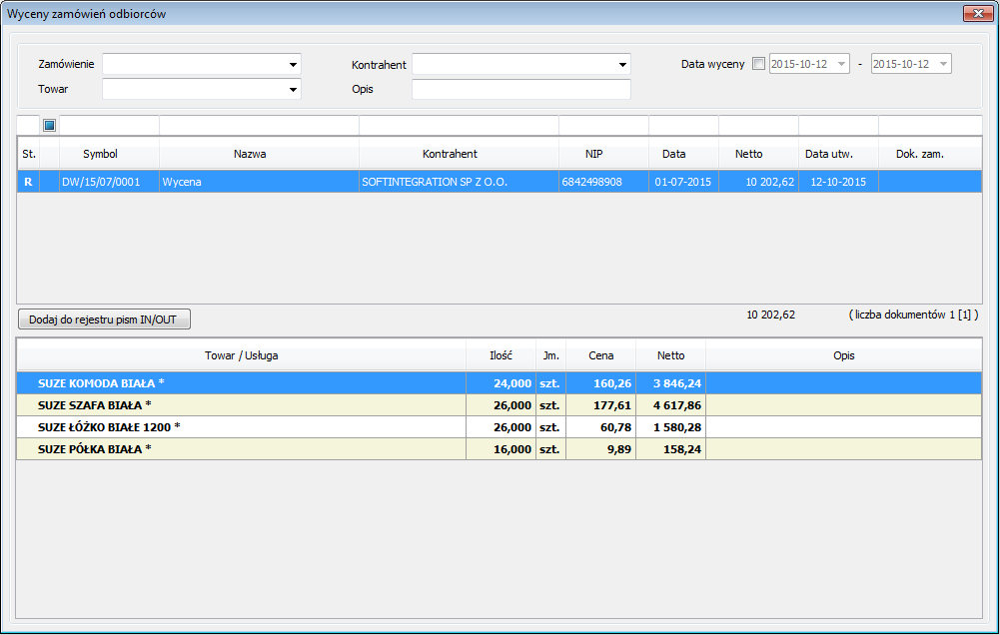 Wyceny zamówień odbiorców
Zamówienie Kontrahent Data wyceny 2015-10-12 - 2015-10-12
Towar Opis
St. Symbol Nazwa Kontrahent NIP Data Netto Data utw. Dok. zam.
R DW/15/07/0001 Wycena SOFTINTEGRATION SP Z O.O. 6842498908 01-07-2015 10 202,62 12-10-2015
Dodaj do rejestru pism IN/OUT 10 202,62 ( liczba dokumentów 1 [1] )
Towar / Usługa Ilość Jm. Cena Netto Opis
SUZE KOMODA BIAŁA * 24,000 szt. 160,26 3 846,24
SUZE SZAFA BIAŁA * 26,000 szt. 177,61 4 617,86
SUZE ŁÓŻKO BIAŁE 1200 * 26,000 szt. 60,78 1 580,28
SUZE PÓŁKA BIAŁA * 16,000 szt. 9,89 158,24